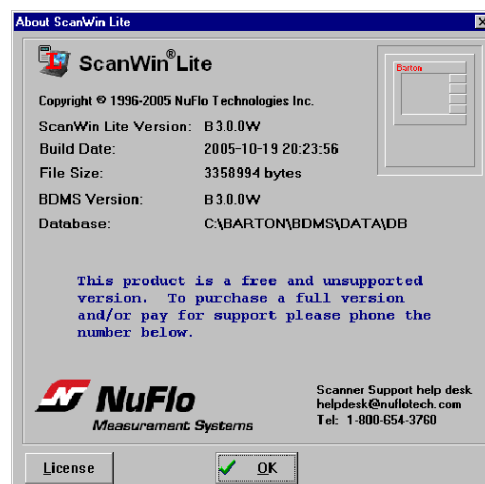 About ScanWin Lite
ScanWin®Lite
Barton
Copyright © 1996-2005 NuFlo Technologies Inc.
ScanWin Lite Version: B 3.0.0W
Build Date: 2005-10-19 20:23:56
File Size: 3358994 bytes
BDMS Version: B 3.0.0W
Database: C:\BARTON\BDMS\DATA\DB
This product is a free and unsupported
version. To purchase a full version
and/or pay for support please phone the
number below.
NuFlo
Measurement Systems
Scanner Support help desk
helpdesk@nuflotech.com
Tel: 1-800-654-3760
License
OK